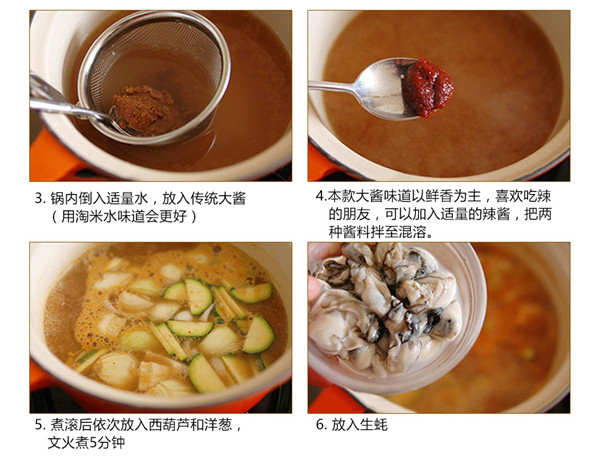 3. 锅内倒入适量水，放入传统大酱
（用淘米水味道会更好）
4.本款大酱味道以鲜香为主，喜欢吃辣
的朋友，可以加入适量的辣酱，把两
种酱料拌至混溶。
5. 煮滚后依次放入西葫芦和洋葱，
文火煮5分钟
6. 放入生蚝